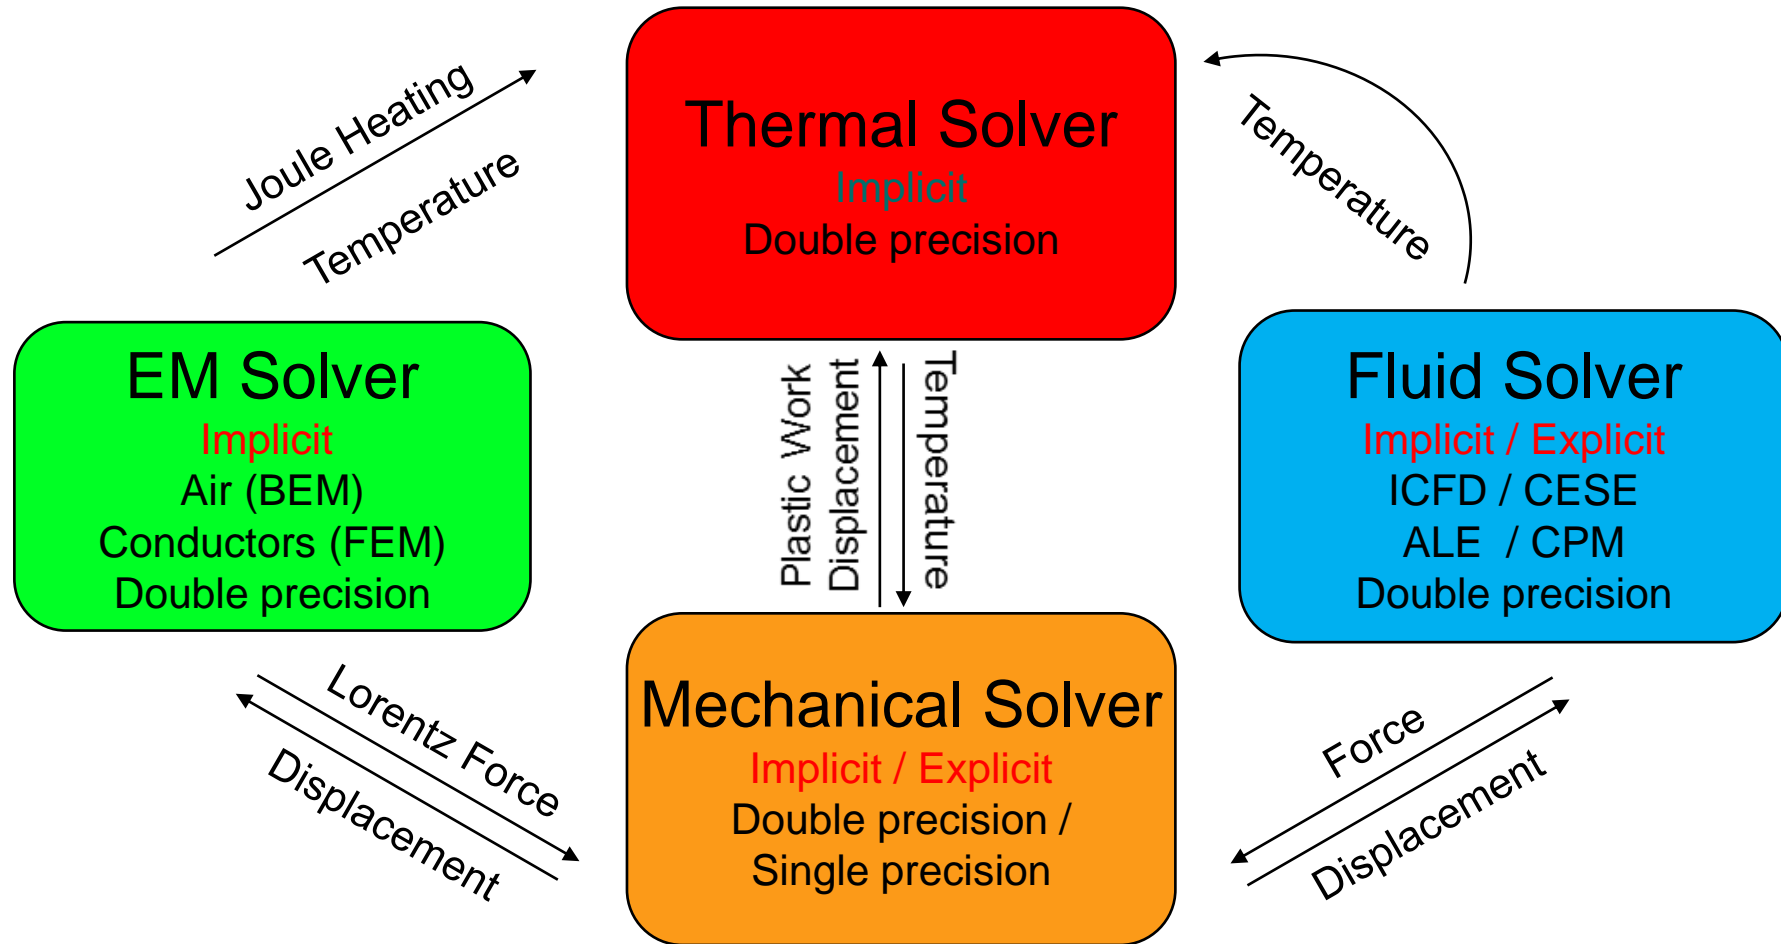 Thermal Solver
Implicit
Double precision
Joule Heating
Temperature
Temperature
EM Solver
Implicit
Air (BEM)
Conductors (FEM)
Double precision
Plastic Work
Displacement
Temperature
Fluid Solver
Implicit / Explicit
ICFD / CESE
ALE / CPM
Double precision
Mechanical Solver
Implicit / Explicit
Double precision /
Single precision
Lorentz Force
Displacement
Force
Displacement